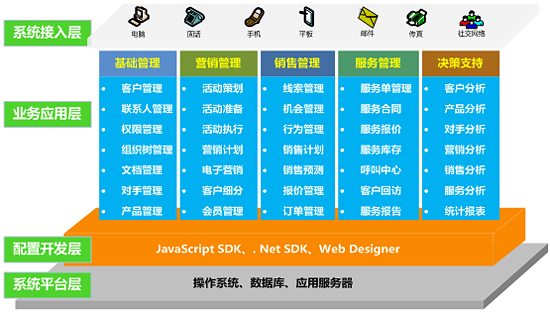 系统接入层
电脑 固话 手机 平板 邮件 传真 社交网络
业务应用层
基础管理 营销管理 销售管理 服务管理 决策支持
客户管理 活动策划 线索管理 服务单管理 客户分析
联系人管理 活动准备 机会管理 服务合同 产品分析
权限管理 活动执行 行为管理 服务报价 对手分析
组织树管理 营销计划 销售计划 服务库存 营销分析
文档管理 电子营销 销售预测 呼叫中心 销售分析
对手管理 客户细分 报价管理 客户回访 服务分析
产品管理 会员管理 订单管理 服务报告 统计报表
配置开发层
JavaScript SDK、. Net SDK、Web Designer
系统平台层
操作系统、数据库、应用服务器